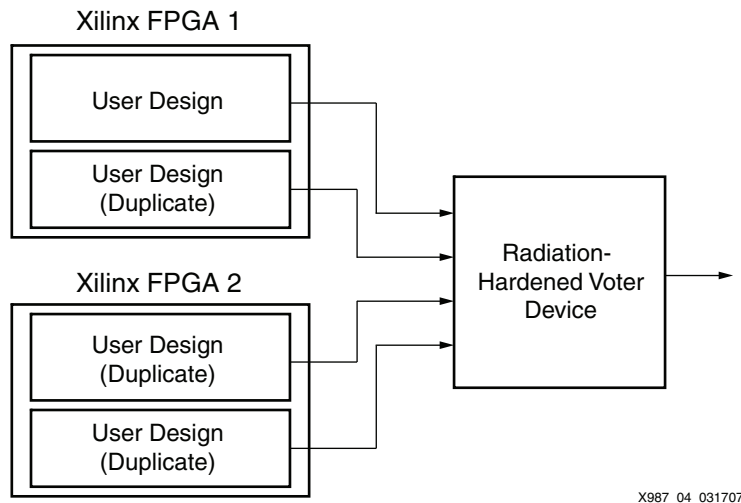 Xilinx FPGA 1
User Design
User Design
(Duplicate)
Xilinx FPGA 2
User Design
(Duplicate)
User Design
(Duplicate)
Radiation-
Hardened Voter
Device
X987_04_031707